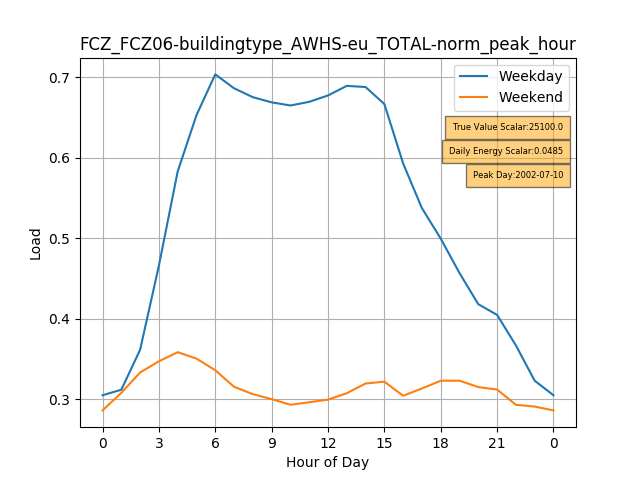 FCZ_FCZ06-buildingtype_AWHS-eu_TOTAL-norm_peak_hour
Weekday
Weekend
True Value Scalar:25100.0
Daily Energy Scalar:0.0485
Peak Day:2002-07-10
0.7
0.6
0.5
0.4
0.3
Load
0 3 6 9 12 15 18 21 0
Hour of Day